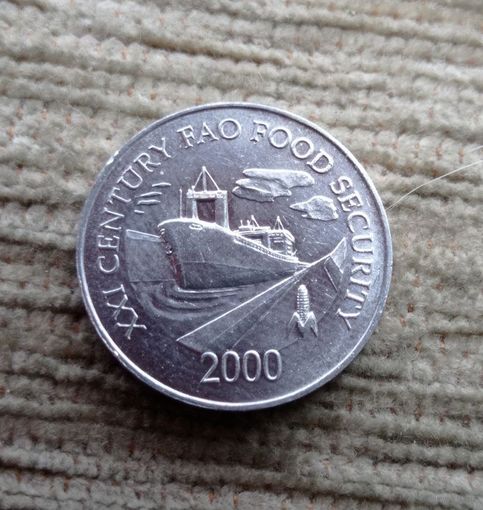 XXI CENTURY FAO FOOD SECURITY
2000